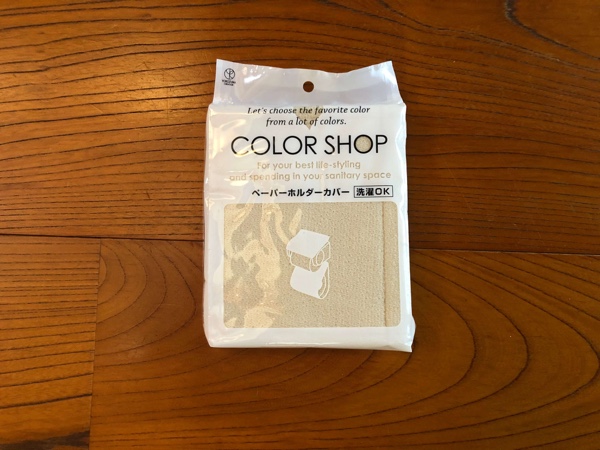 Let's choose the favorite color
from a lot of colors.
COLOR SHOP
For your best life-styling
and spending in your sanitary space
ペーパーホルダーカバー 洗濯OK